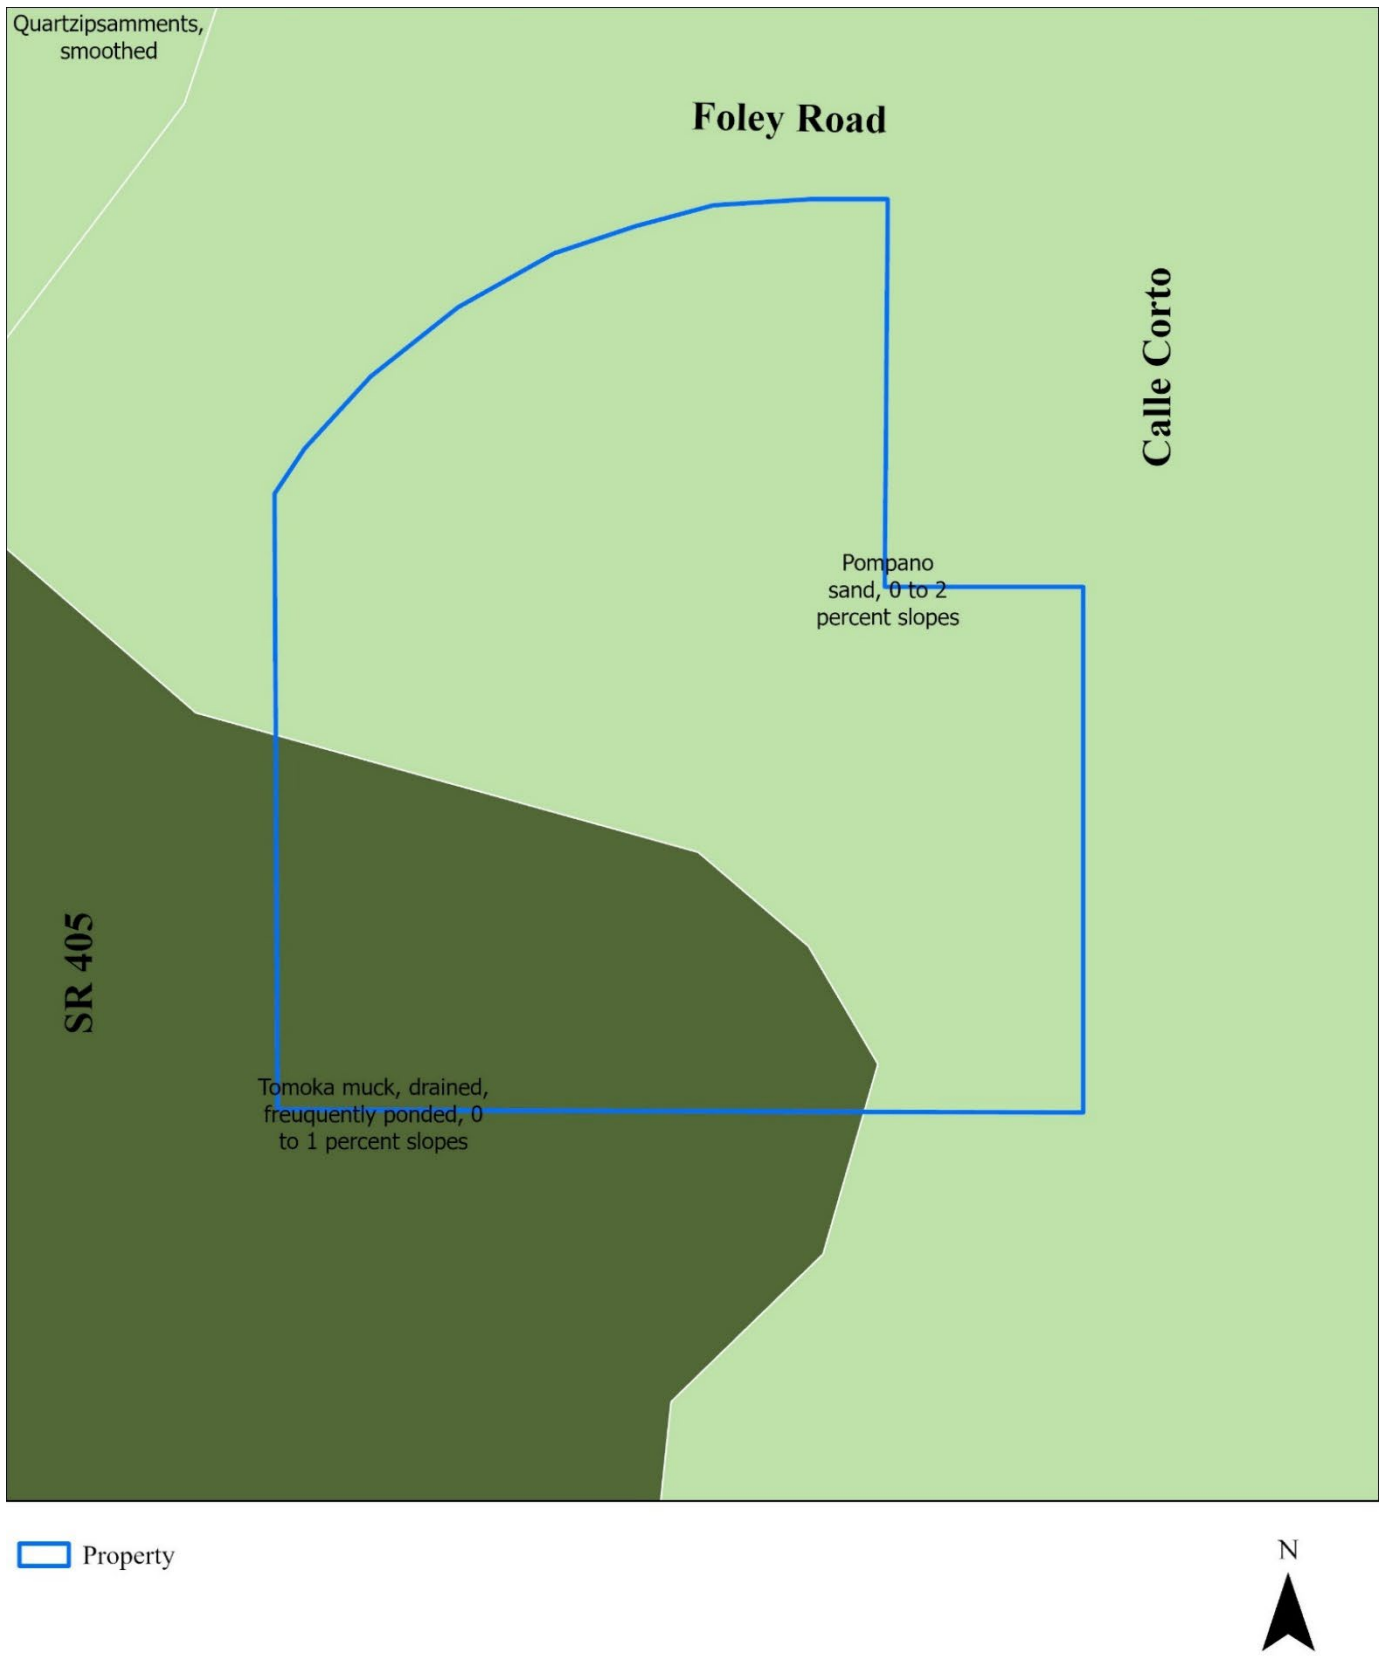 Quartzipsamments,
smoothed
Foley Road
Calle Corto
Pompano
sand, 0 to 2
percent slopes
SR 405
Tomoka muck, drained,
freuquently ponded, 0
to 1 percent slopes
Property
N